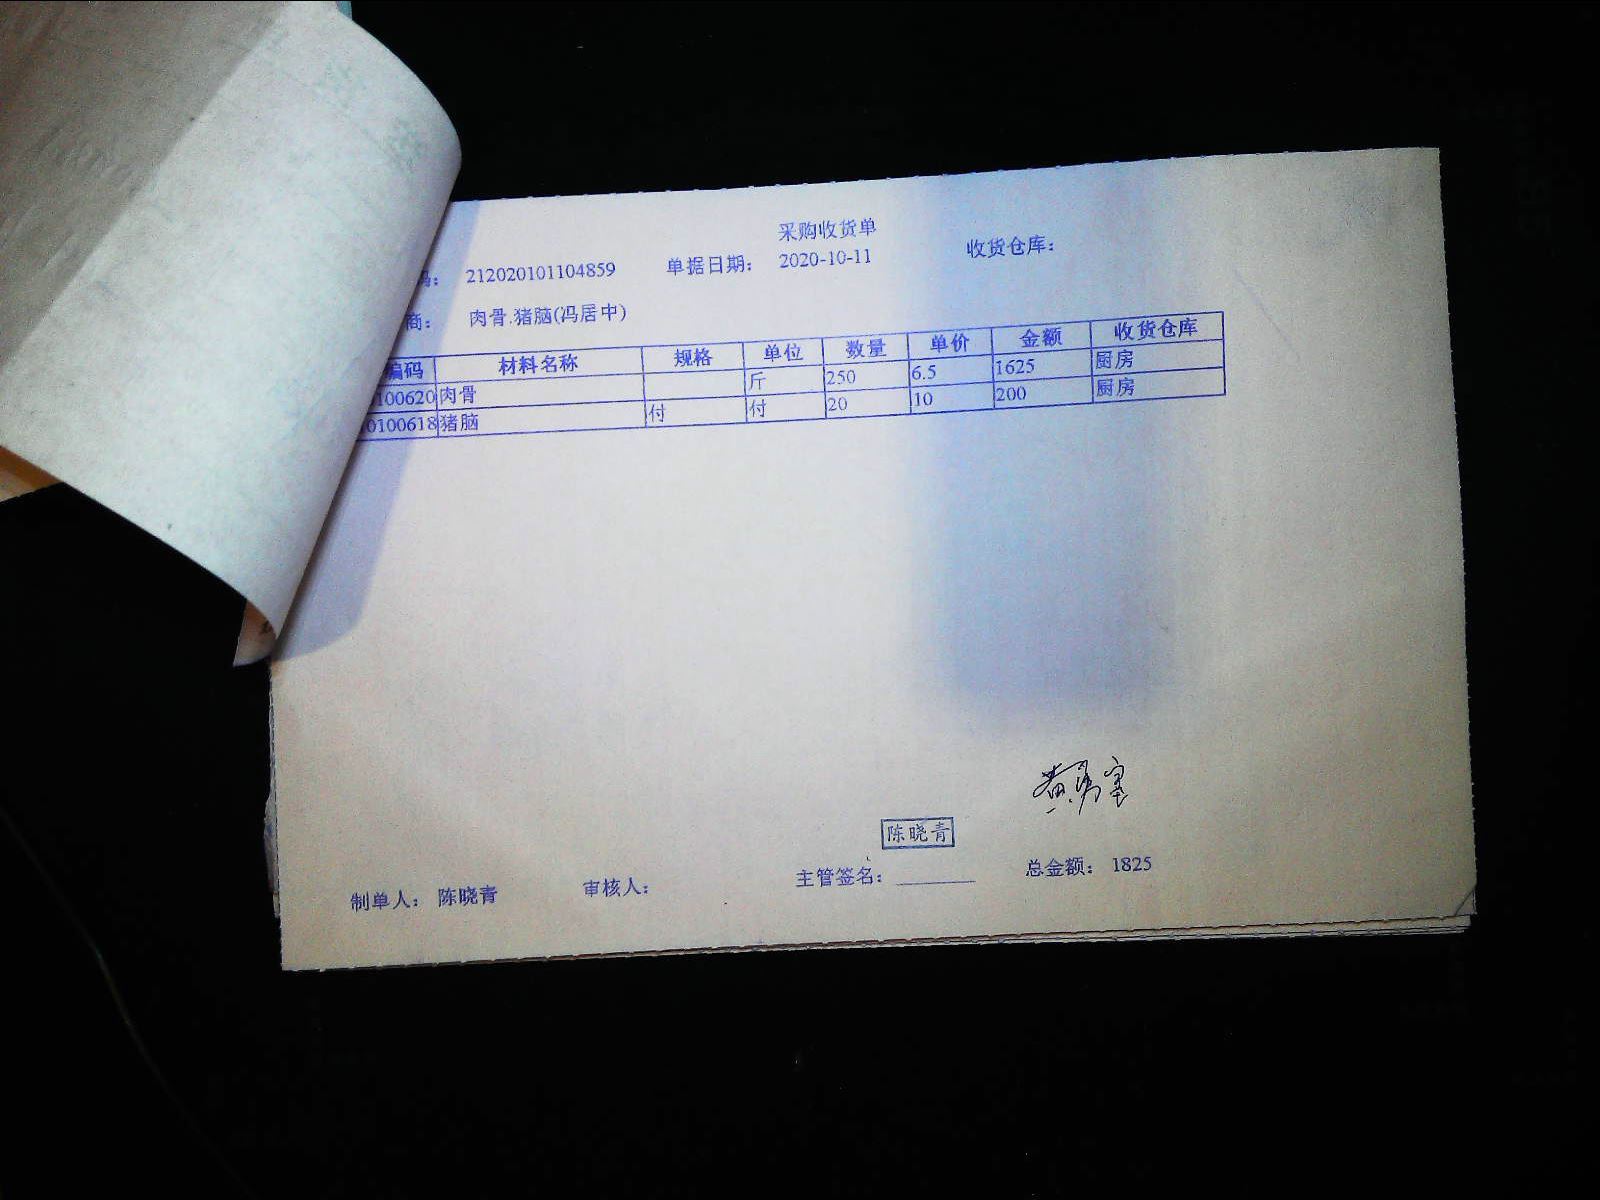 采购收货单
码： 212020101104859 单据日期： 2020-10-11 收货仓库：
商： 肉骨.猪脑(冯居中)
编码 材料名称 规格 单位 数量 单价 金额 收货仓库
100620 肉骨 斤 250 6.5 1625 厨房
0100618 猪脑 付 付 20 10 200 厨房
陈晓青
制单人： 陈晓青 审核人： 主管签名： 总金额： 1825